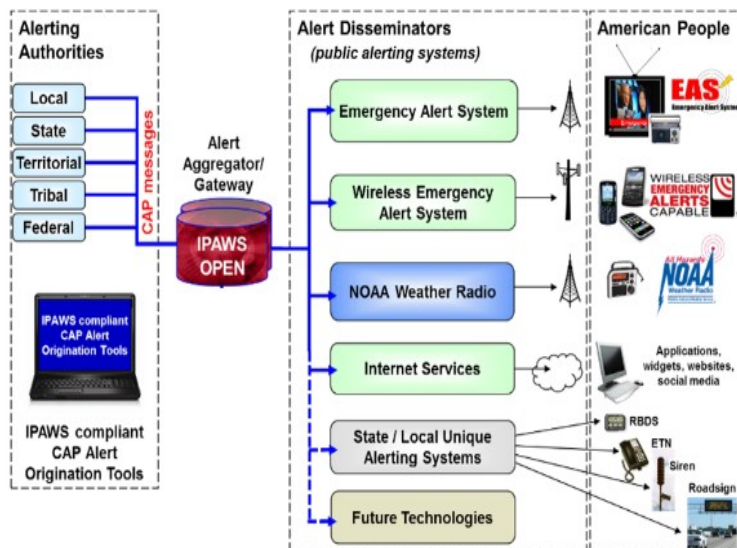 Alerting
Authorities
Local
State
Territorial
Tribal
Federal
CAP messages
IPAWS compliant
CAP Alert
Origination Tools
IPAWS compliant
CAP Alert
Origination Tools
Alert
Aggregator/
Gateway
IPAWS
OPEN
Alert Disseminators
(public alerting systems)
Emergency Alert System
Wireless Emergency
Alert System
NOAA Weather Radio
Internet Services
State / Local Unique
Alerting Systems
Future Technologies
American People
EAS
Emergency Alert System
WIRELESS
EMERGENCY
ALERTS
CAPABLE
All Hazards
NOAA
Weather Radio
Applications,
widgets, websites,
social media
RBDS
ETN
Siren
Roadsign